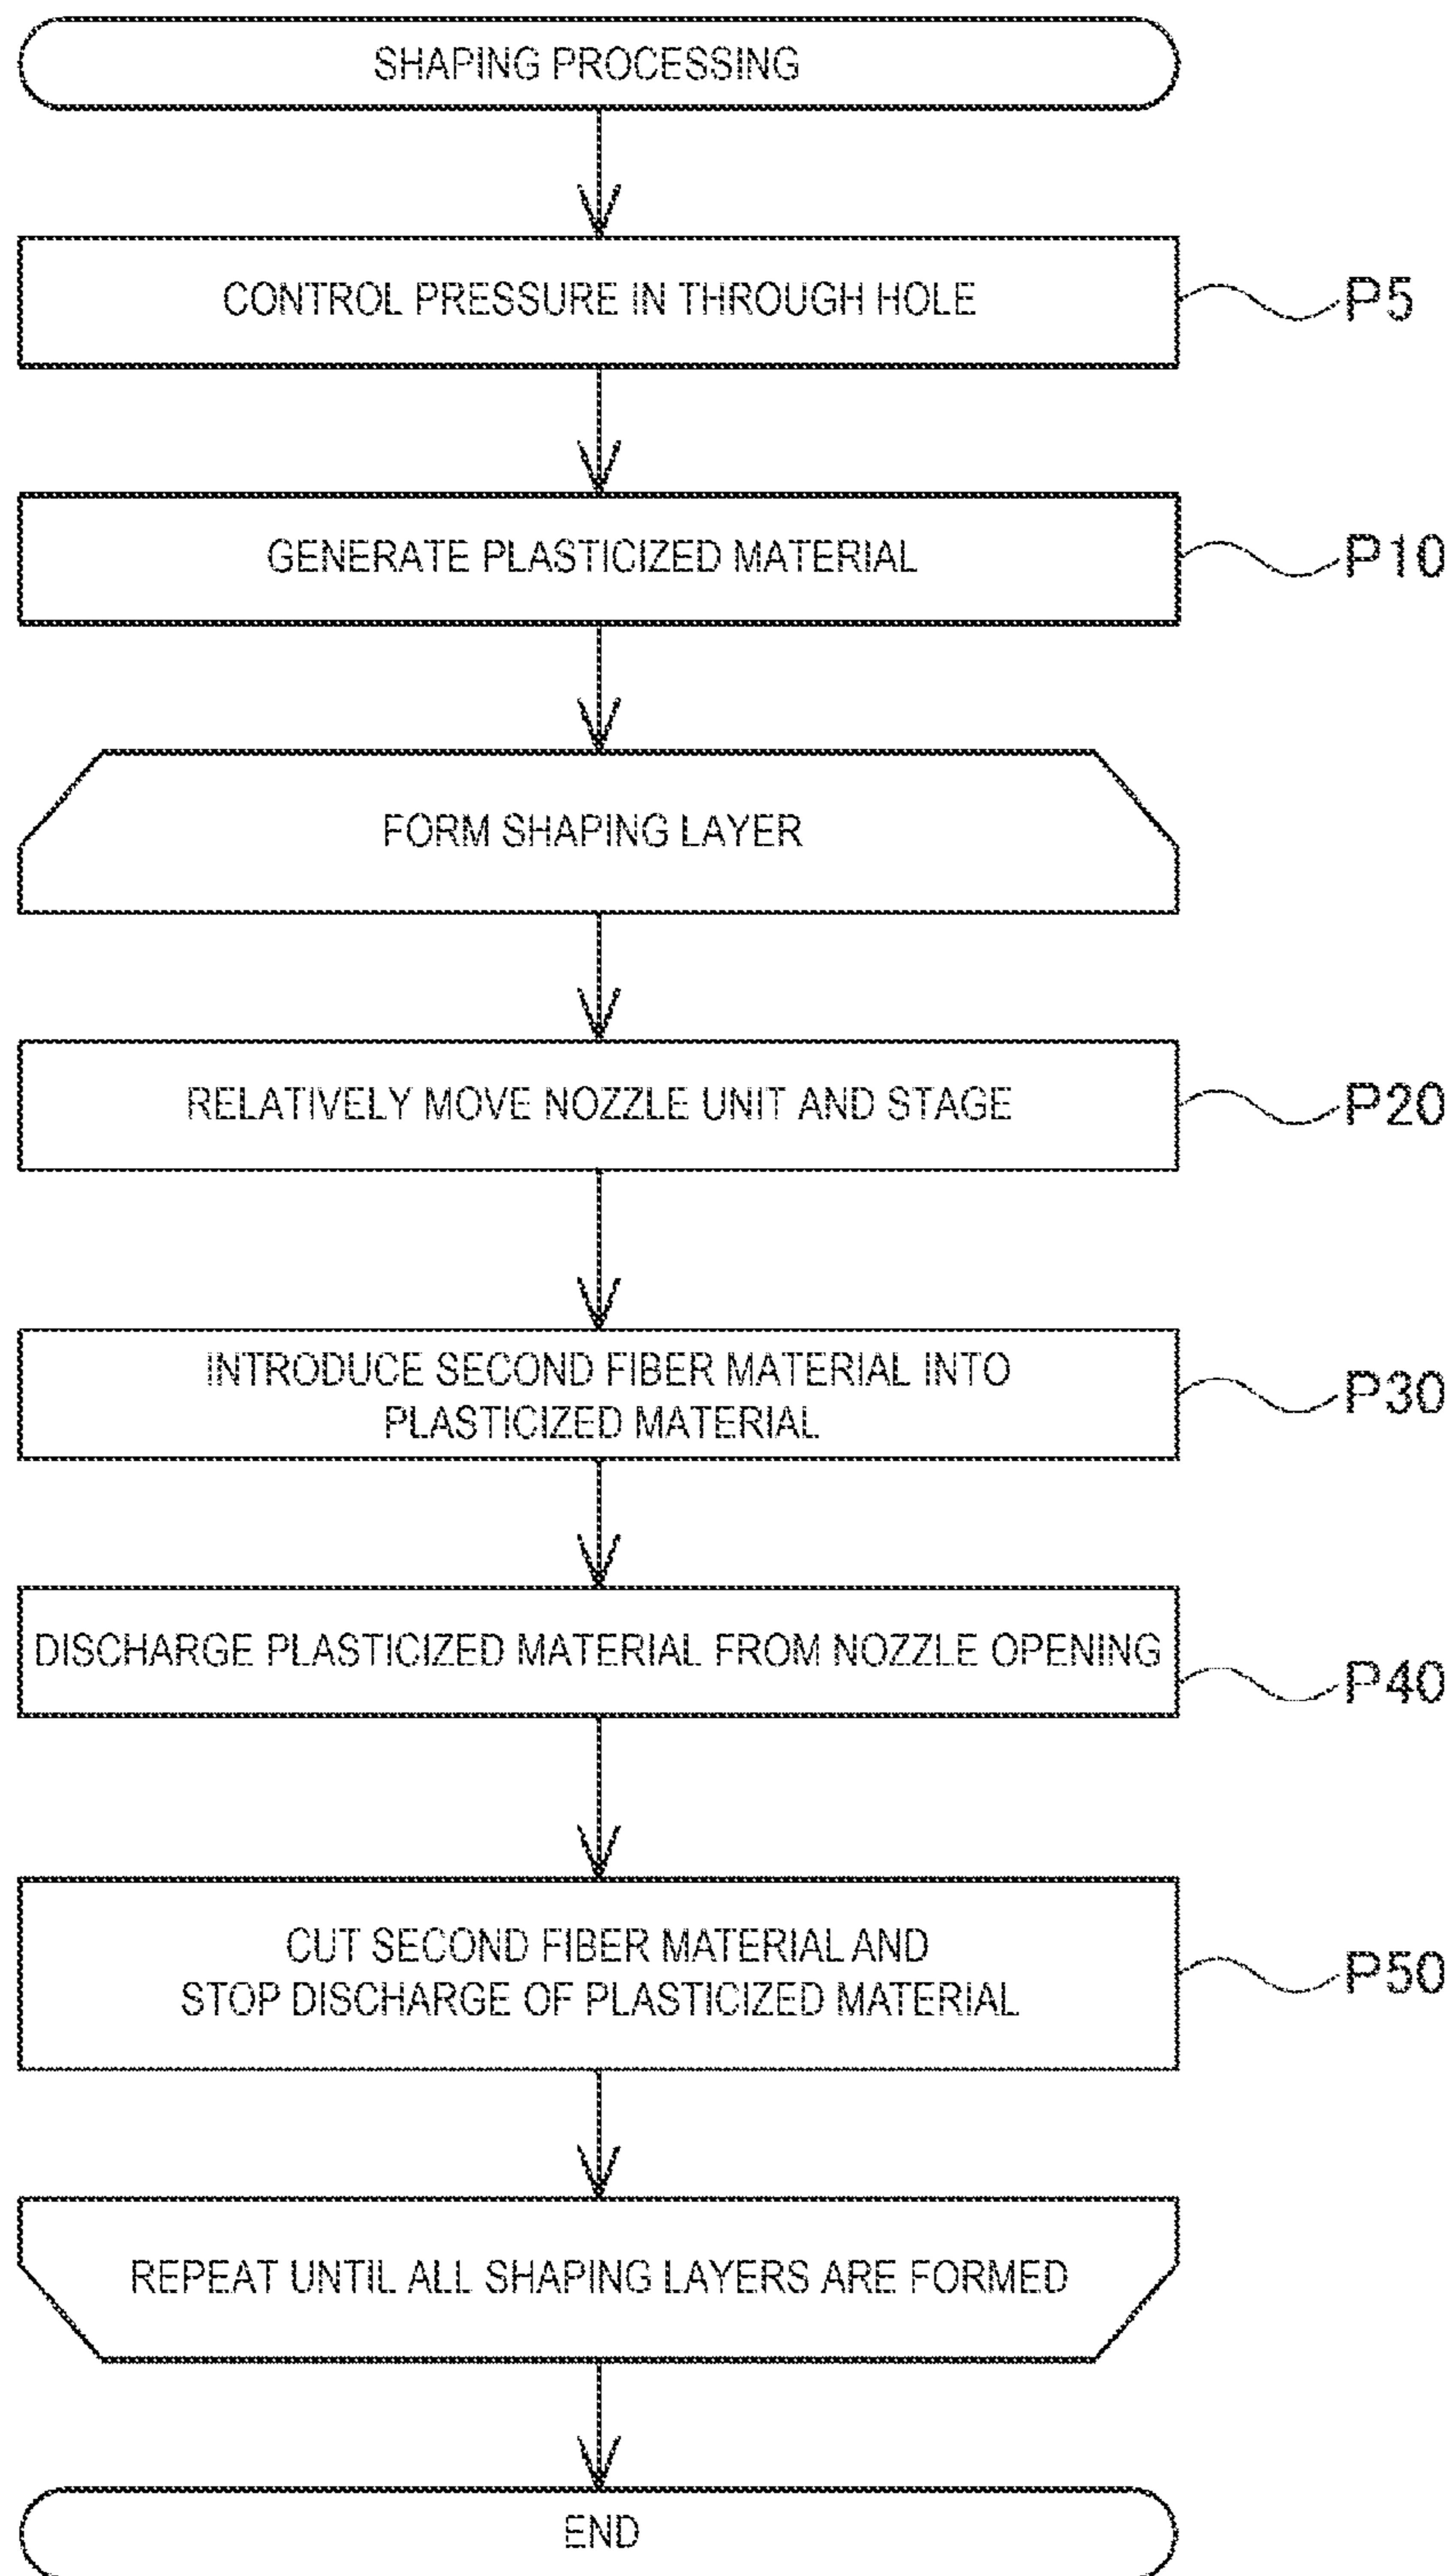 SHAPING PROCESSING
CONTROL PRESSURE IN THROUGH HOLE
P5
GENERATE PLASTICIZED MATERIAL
P10
FORM SHAPING LAYER
RELATIVELY MOVE NOZZLE UNIT AND STAGE
P20
INTRODUCE SECOND FIBER MATERIAL INTO
PLASTICIZED MATERIAL
P30
DISCHARGE PLASTICIZED MATERIAL FROM NOZZLE OPENING
P40
CUT SECOND FIBER MATERIAL AND
STOP DISCHARGE OF PLASTICIZED MATERIAL
P50
REPEAT UNTIL ALL SHAPING LAYERS ARE FORMED
END